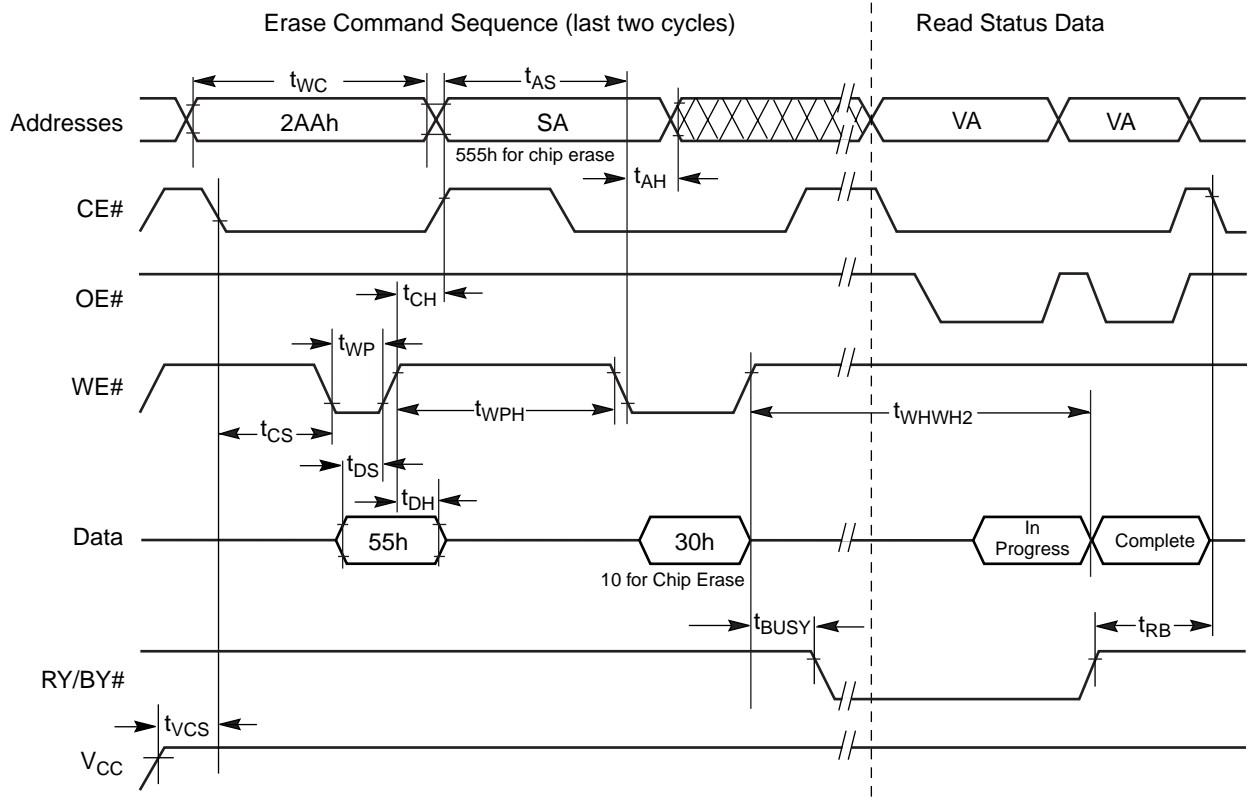 Erase Command Sequence (last two cycles)
Read Status Data
tWC
tAS
Addresses
2AAh
SA
VA
VA
555h for chip erase
tAH
CE#
OE#
tCH
tWP
WE#
tWPH
tWHWH2
tCS
tDS
tDH
Data
55h
30h
In
Progress
Complete
10 for Chip Erase
tBUSY
tRB
RY/BY#
tVCS
VCC